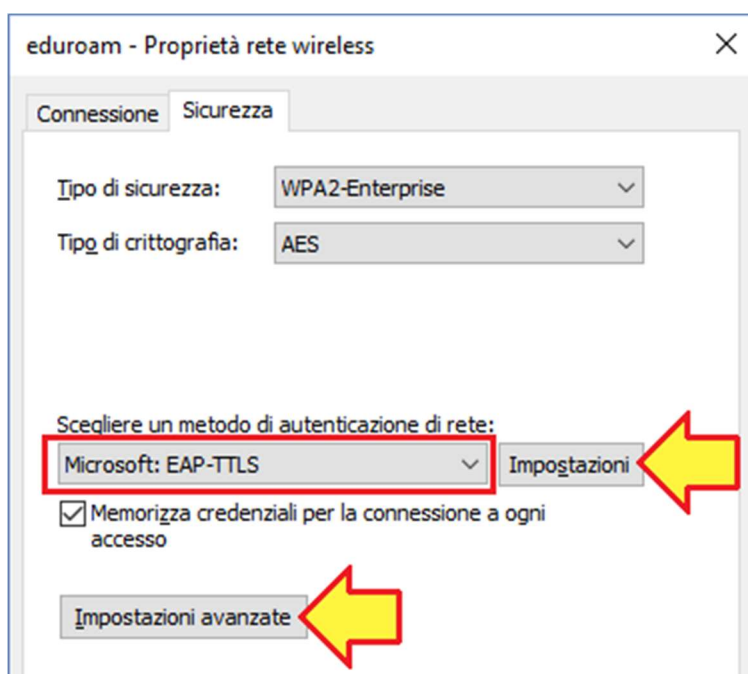 eduroam - Proprietà rete wireless
Connessione Sicurezza
Tipo di sicurezza: WPA2-Enterprise
Tipo di crittografia: AES
Scegliere un metodo di autenticazione di rete:
Microsoft: EAP-TTLS Impostazioni
Memorizza credenziali per la connessione a ogni
accesso
Impostazioni avanzate